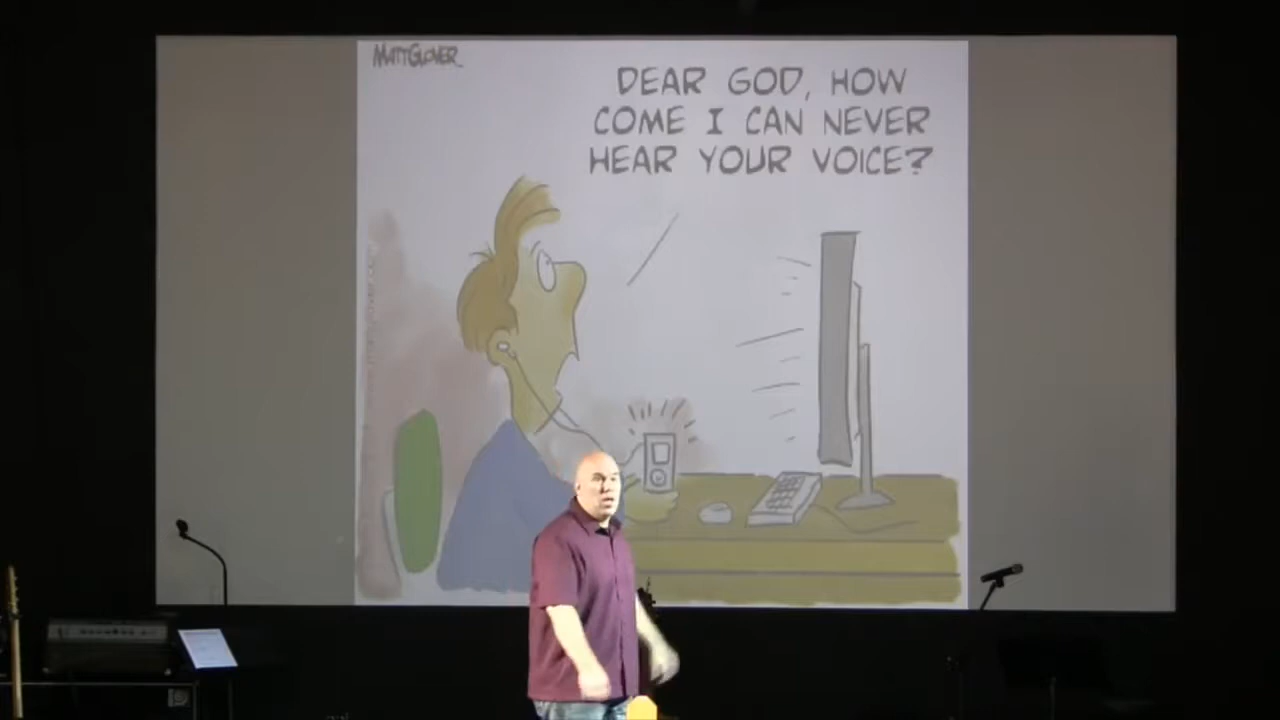 MATTGLOVER
DEAR GOD, HOW
COME I CAN NEVER
HEAR YOUR VOICE?